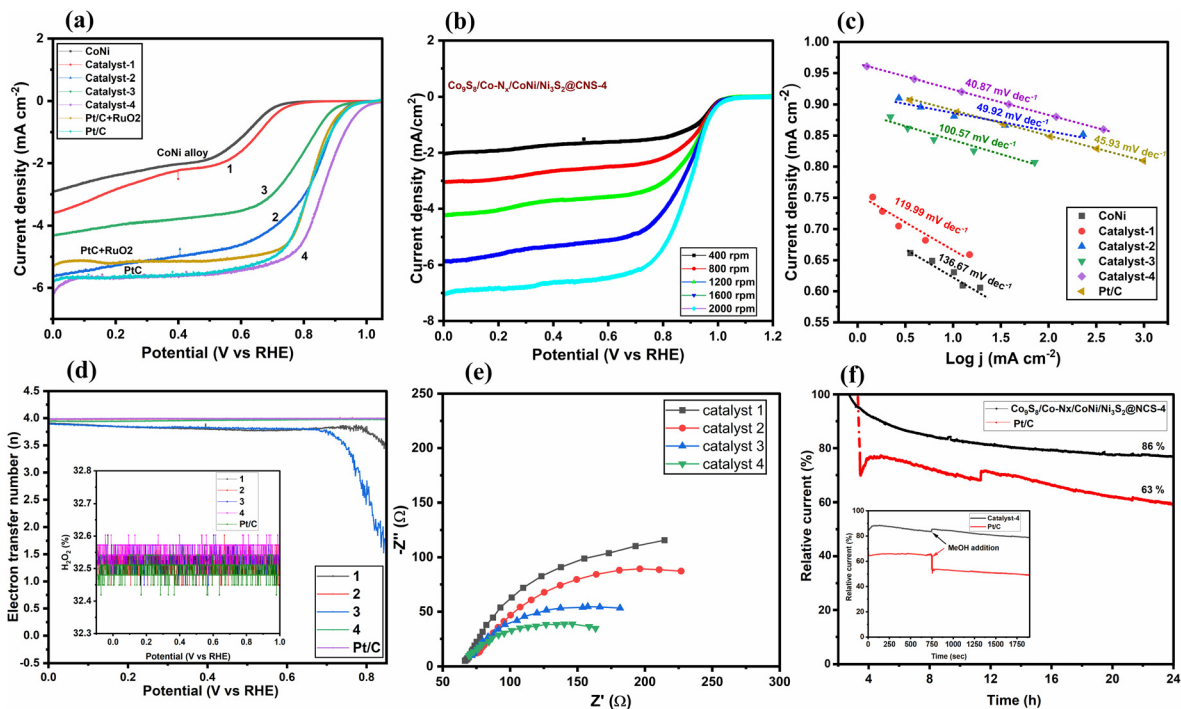 (a)
CoNi
Catalyst-1
Catalyst-2
Catalyst-3
Catalyst-4
Pt/C+RuO2
Pt/C
CoNi alloy
1
3
2
PtC+RuO2
PtC
4
2
0
-2
-4
-6
0.0 0.2 0.4 0.6 0.8 1.0
Current density (mA cm-2)
Potential (V vs RHE)
(b)
Co9S8/Co-Nx/CoNi/Ni3S2@CNS-4
400 rpm
800 rpm
1200 rpm
1600 rpm
2000 rpm
2
0
-2
-4
-6
-8
0.0 0.2 0.4 0.6 0.8 1.0 1.2
Current density (mA/cm2)
Potential (V vs RHE)
(c)
40.87 mV dec-1
49.92 mV dec-1
45.93 mV dec-1
100.57 mV dec-1
119.99 mV dec-1
136.67 mV dec-1
CoNi
Catalyst-1
Catalyst-2
Catalyst-3
Catalyst-4
Pt/C
1.00
0.95
0.90
0.85
0.80
0.75
0.70
0.65
0.60
0.55
0.0 0.5 1.0 1.5 2.0 2.5 3.0
Current density (mA cm-2)
Log j (mA cm-2)
(d)
4.5
4.0
3.5
3.0
2.5
2.0
1.5
1.0
0.5
0.0
-0.5
0.0 0.2 0.4 0.6 0.8
Electron transfer number (n)
Potential (V vs RHE)
32.8
32.7
32.6
32.5
32.4
32.3
0.0 0.2 0.4 0.6 0.8 1.0
H2O2 (%)
Potential (V vs RHE)
1
2
3
4
Pt/C
1
2
3
4
Pt/C
(e)
catalyst 1
catalyst 2
catalyst 3
catalyst 4
250
200
150
100
50
0
50 100 150 200 250 300
-Z'' (Ω)
Z' (Ω)
(f)
Co9S8/Co-Nx/CoNi/Ni3S2@NCS-4
Pt/C
86 %
63 %
100
80
60
40
20
0
4 8 12 16 20 24
Relative current (%)
Time (h)
Catalyst-4
Pt/C
MeOH addition
100
80
60
40
20
0
0 250 500 750 1000 1250 1500 1750
Relative current (%)
Time (sec)